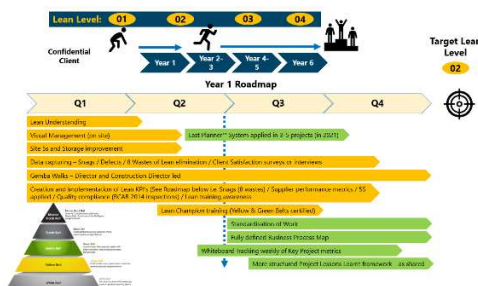 Lean Level:
01
02
03
04
Confidential
Client
Year 1
Year 2-
3
Year 4-
5
Year 6
Target Lean
Level
02
Year 1 Roadmap
Q1
Q2
Q3
Q4
Lean Understanding
Visual Management (on site)
Last Planner System applied in 2-5 projects (in 2021)
Site 5s and Storage improvement
Data capturing – Snags / Defects / 8 Wastes of Lean elimination / Client Satisfaction surveys or interviews
Gemba Walks – Director and Construction Director led
Creation and implementation of Lean KPI's (See Roadmap below i.e. Snags (8 wastes) / Supplier performance metrics / 5S
applied / Quality compliance (BCAR 2014 inspections) / Lean training awareness
Lean Champion training (Yellow & Green Belts certified)
Standardisation of Work
Fully defined Business Process Map
Whiteboard Tracking weekly of Key Project metrics
More structured Project Lessons Learnt framework as shared